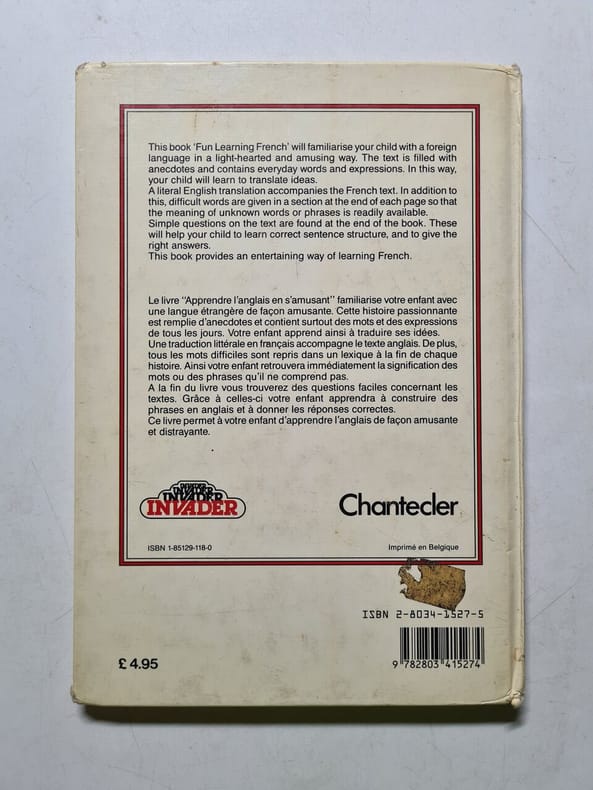 This book 'Fun Learning French' will familiarise your child with a foreign
language in a light-hearted and amusing way. The text is filled with
anecdotes and contains everyday words and expressions. In this way,
your child will learn to translate ideas.
A literal English translation accompanies the French text. In addition to
this, difficult words are given in a section at the end of each page so that
the meaning of unknown words or phrases is readily available.
Simple questions on the text are found at the end of the book. These
will help your child to learn correct sentence structure, and to give the
right answers.
This book provides an entertaining way of learning French.
Le livre "Apprendre l'anglais en s'amusant" familiarise votre enfant avec
une langue étrangère de façon amusante. Cette histoire passionnante
est remplie d'anecdotes et contient surtout des mots et des expressions
de tous les jours. Votre enfant apprend ainsi à traduire ses idées.
Une traduction littérale en français accompagne le texte anglais. De plus,
tous les mots difficiles sont repris dans un lexique à la fin de chaque
histoire. Ainsi votre enfant retrouvera immédiatement la signification des
mots ou des phrases qu'il ne comprend pas.
A la fin du livre vous trouverez des questions faciles concernant les
textes. Grâce à celles-ci votre enfant apprendra à construire des
phrases en anglais et à donner les réponses correctes.
Ce livre permet à votre enfant d'apprendre l'anglais de façon amusante
et distrayante.
INVADER
INVADER
INVADER
INVADER
Chantecler
ISBN 1-85129-118-0
Imprimé en Belgique
ISBN 2-8034-1527-5
9 782803 415274
£ 4.95